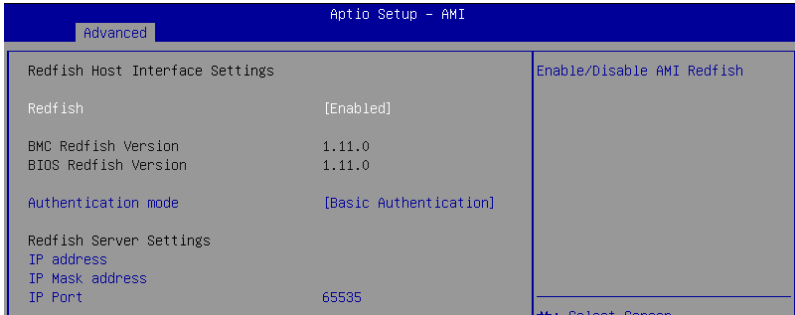 Aptio Setup - AMI
Advanced
Redfish Host Interface Settings
Enable/Disable AMI Redfish
Redfish [Enabled]
BMC Redfish Version 1.11.0
BIOS Redfish Version 1.11.0
Authentication mode [Basic Authentication]
Redfish Server Settings
IP address
IP Mask address
IP Port 65535
: Select Screen